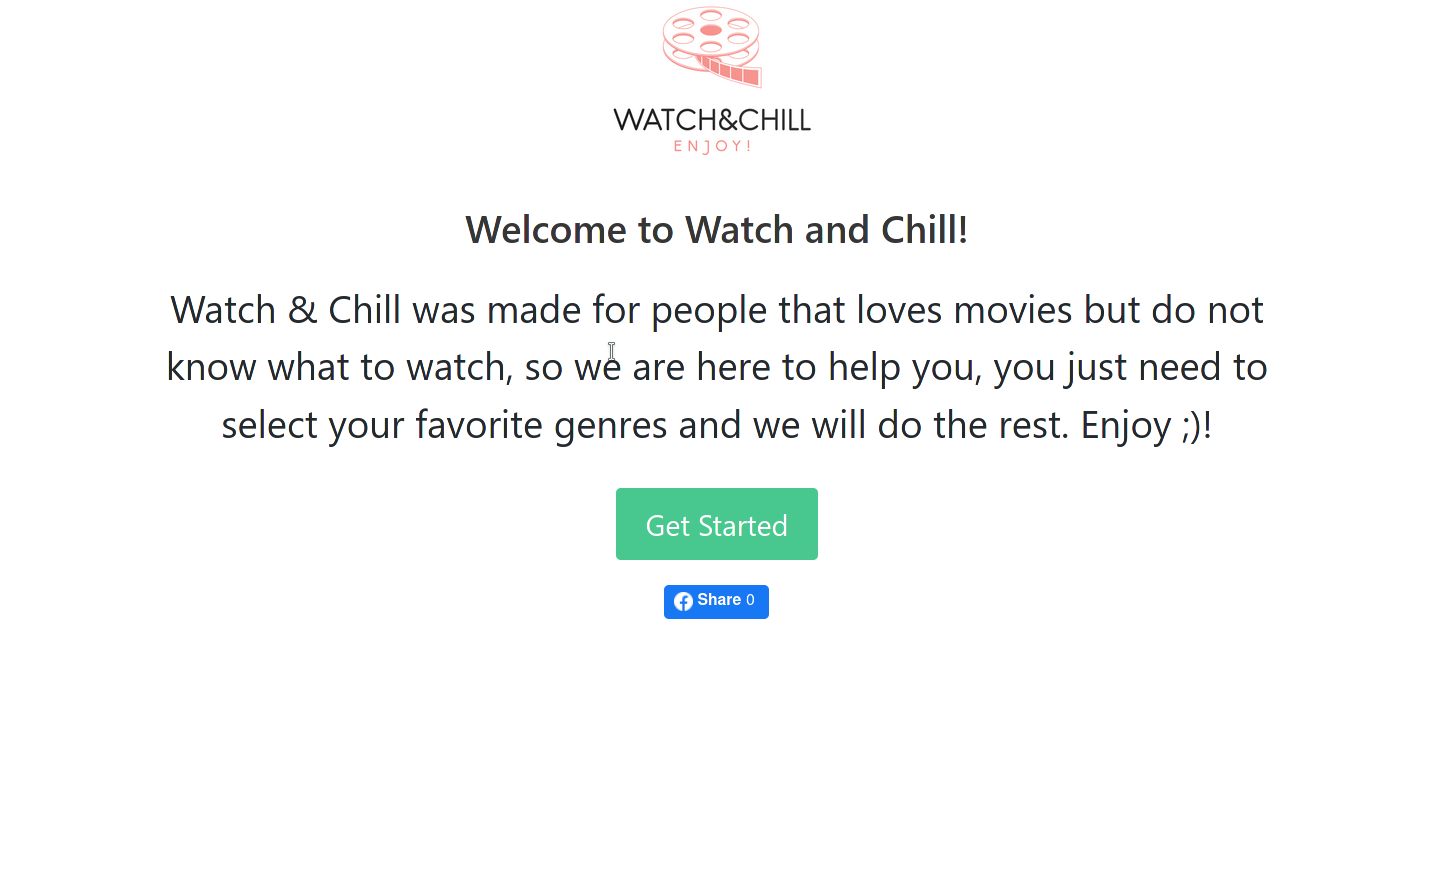 WATCH&CHILL
ENJOY!
Welcome to Watch and Chill!
Watch & Chill was made for people that loves movies but do not
know what to watch, so we are here to help you, you just need to
select your favorite genres and we will do the rest. Enjoy ;)!
Get Started
Share 0